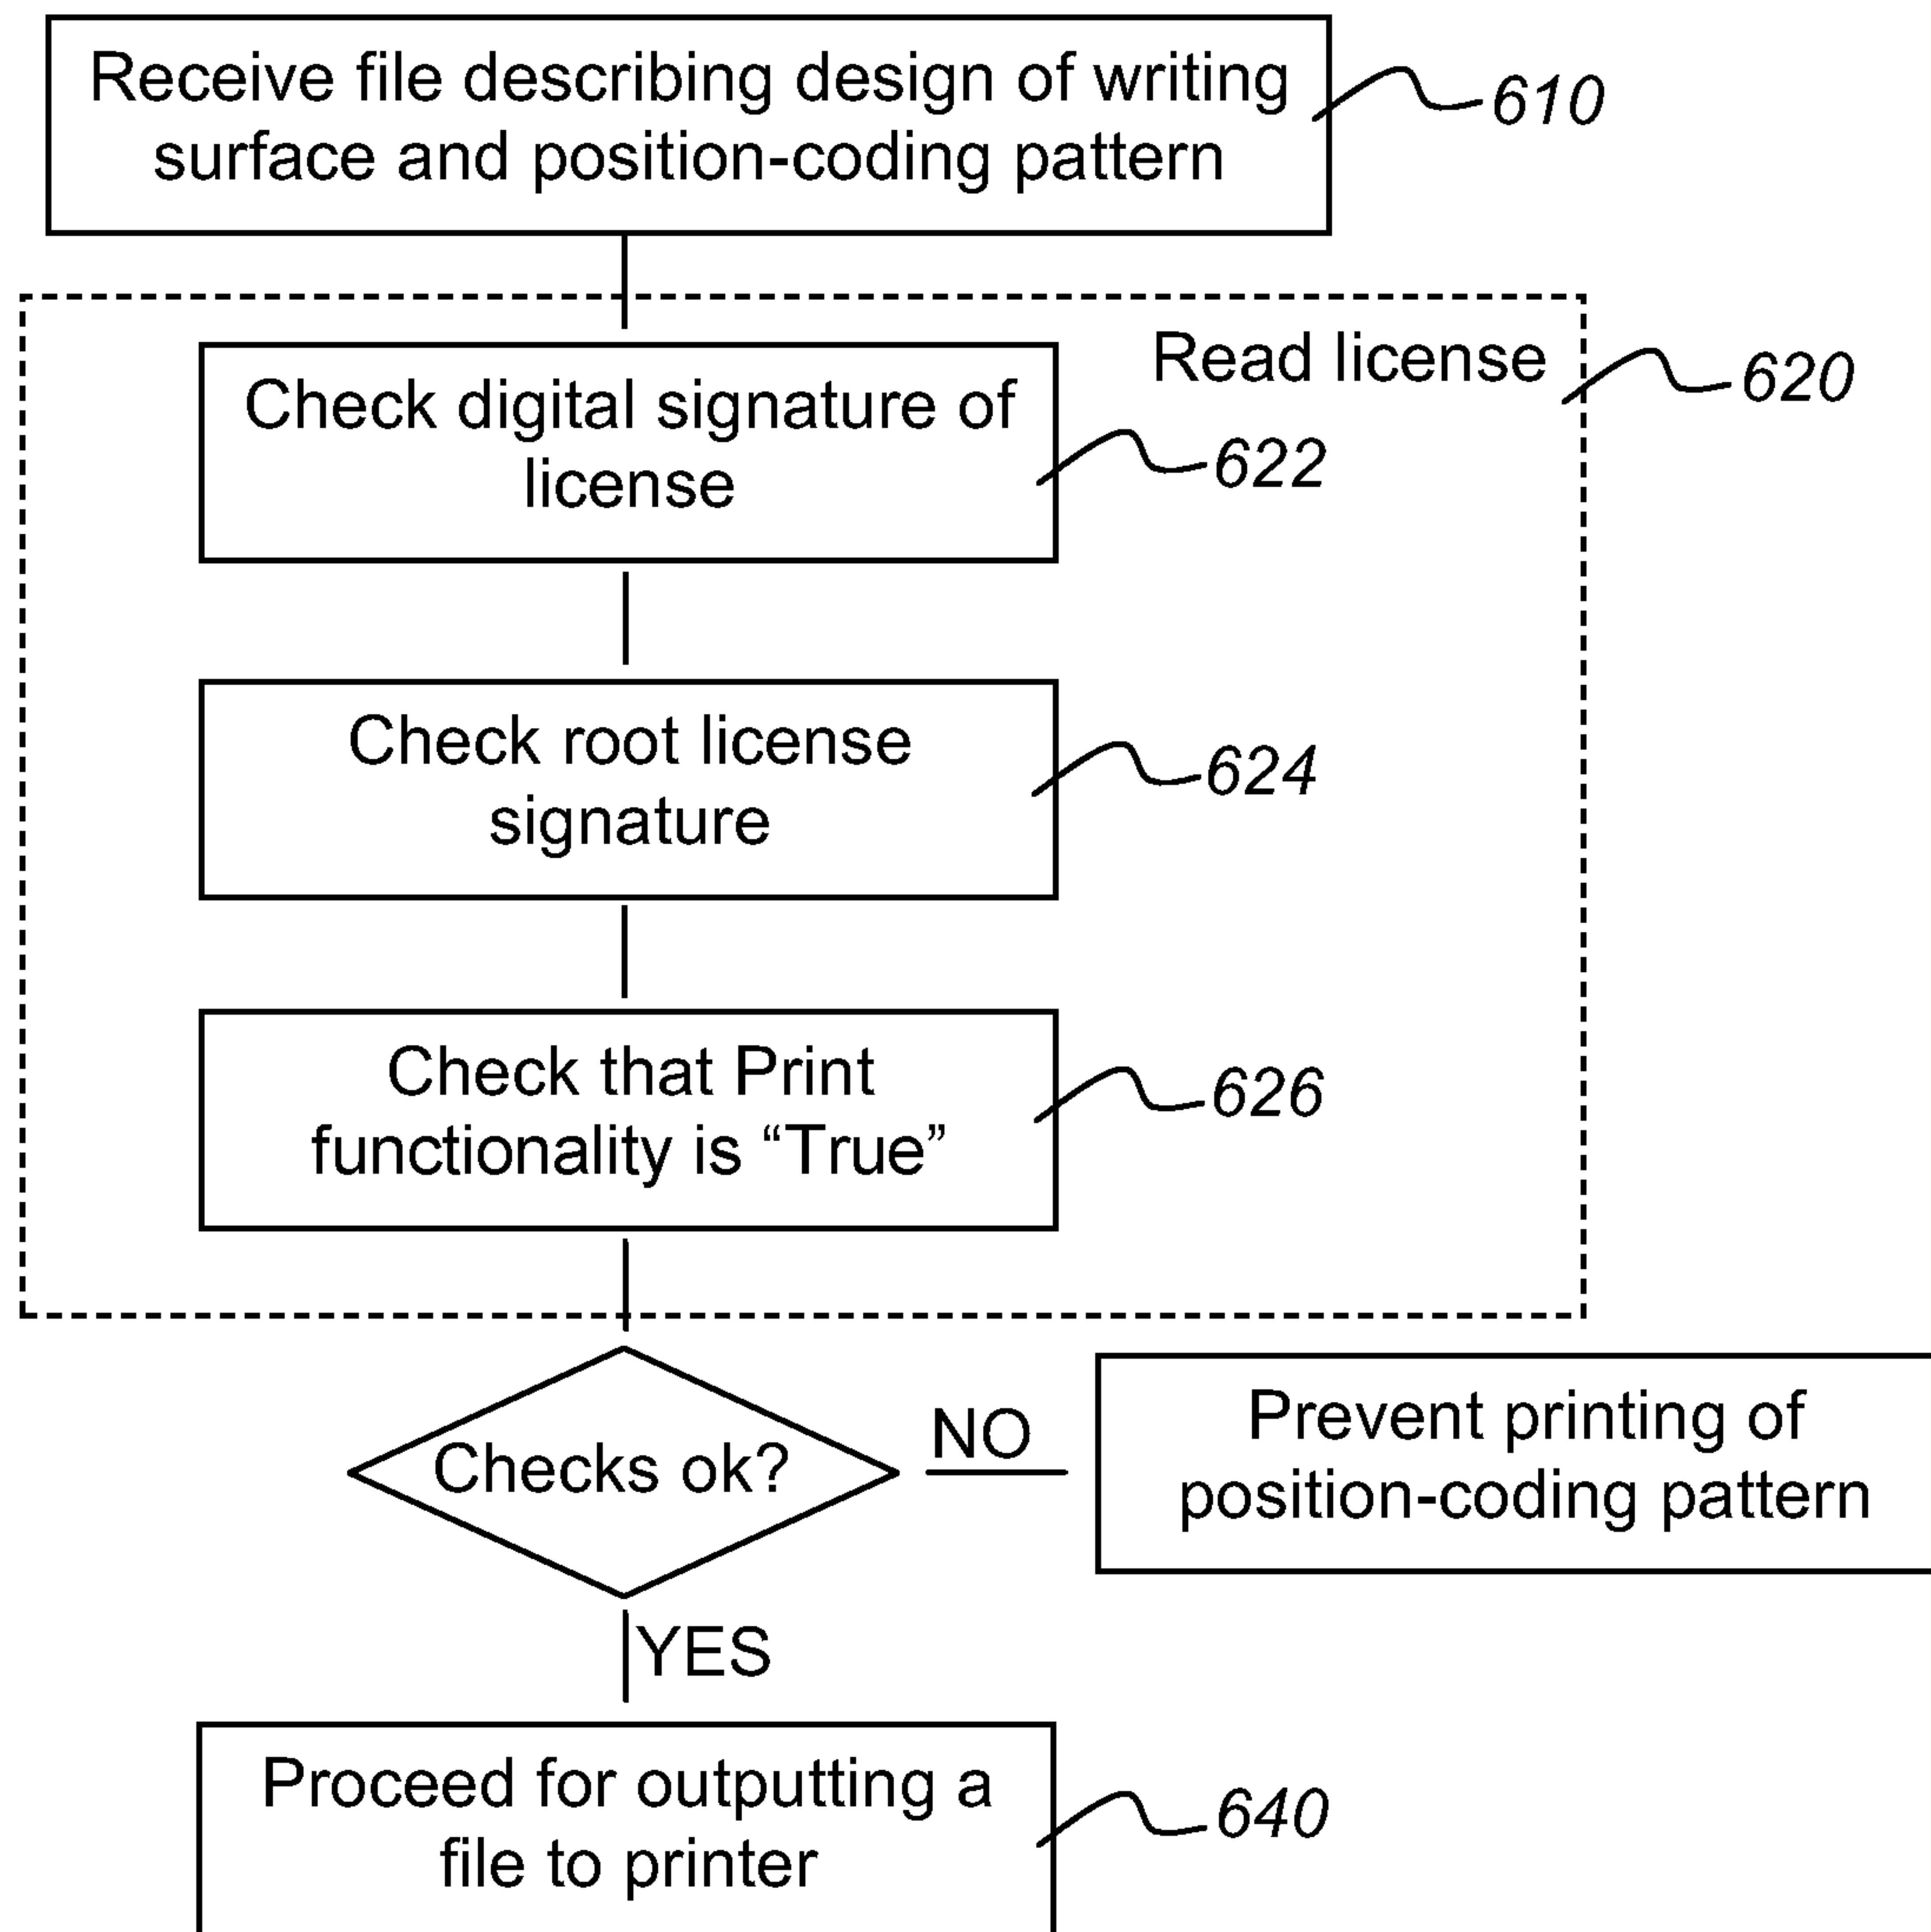 Receive file describing design of writing
surface and position-coding pattern
610
Read license
620
Check digital signature of
license
622
Check root license
signature
624
Check that Print
functionality is “True”
626
Checks ok?
NO
Prevent printing of
position-coding pattern
YES
Proceed for outputting a
file to printer
640